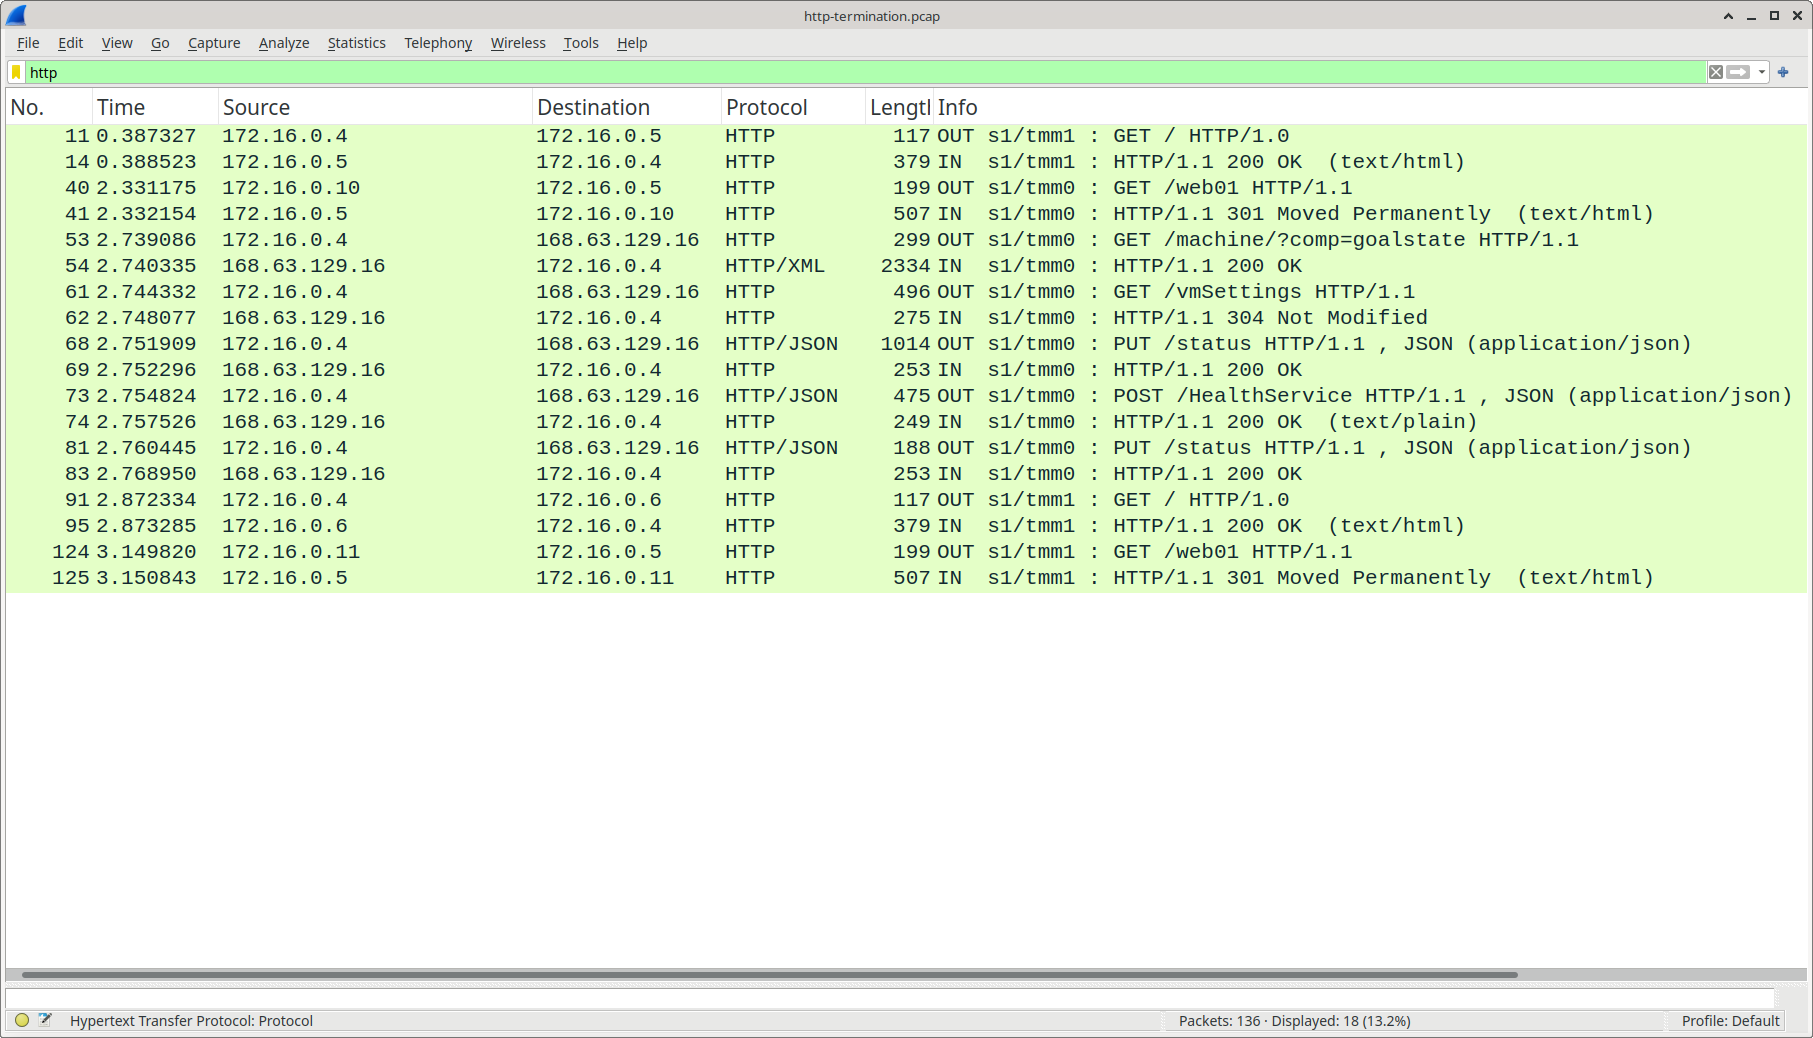 http-termination.pcap
File Edit View Go Capture Analyze Statistics Telephony Wireless Tools Help
http
No. Time Source Destination Protocol Lengtl Info
11 0.387327 172.16.0.4 172.16.0.5 HTTP 117 OUT s1/tmm1 : GET / HTTP/1.0
14 0.388523 172.16.0.5 172.16.0.4 HTTP 379 IN s1/tmm1 : HTTP/1.1 200 OK (text/html)
40 2.331175 172.16.0.10 172.16.0.5 HTTP 199 OUT s1/tmm0 : GET /web01 HTTP/1.1
41 2.332154 172.16.0.5 172.16.0.10 HTTP 507 IN s1/tmm0 : HTTP/1.1 301 Moved Permanently (text/html)
53 2.739086 172.16.0.4 168.63.129.16 HTTP 299 OUT s1/tmm0 : GET /machine/?comp=goalstate HTTP/1.1
54 2.740335 168.63.129.16 172.16.0.4 HTTP/XML 2334 IN s1/tmm0 : HTTP/1.1 200 OK
61 2.744332 172.16.0.4 168.63.129.16 HTTP 496 OUT s1/tmm0 : GET /vmSettings HTTP/1.1
62 2.748077 168.63.129.16 172.16.0.4 HTTP 275 IN s1/tmm0 : HTTP/1.1 304 Not Modified
68 2.751909 172.16.0.4 168.63.129.16 HTTP/JSON 1014 OUT s1/tmm0 : PUT /status HTTP/1.1 , JSON (application/json)
69 2.752296 168.63.129.16 172.16.0.4 HTTP 253 IN s1/tmm0 : HTTP/1.1 200 OK
73 2.754824 172.16.0.4 168.63.129.16 HTTP/JSON 475 OUT s1/tmm0 : POST /HealthService HTTP/1.1 , JSON (application/json)
74 2.757526 168.63.129.16 172.16.0.4 HTTP 249 IN s1/tmm0 : HTTP/1.1 200 OK (text/plain)
81 2.760445 172.16.0.4 168.63.129.16 HTTP/JSON 188 OUT s1/tmm0 : PUT /status HTTP/1.1 , JSON (application/json)
83 2.768950 168.63.129.16 172.16.0.4 HTTP 253 IN s1/tmm0 : HTTP/1.1 200 OK
91 2.872334 172.16.0.4 172.16.0.6 HTTP 117 OUT s1/tmm1 : GET / HTTP/1.0
95 2.873285 172.16.0.6 172.16.0.4 HTTP 379 IN s1/tmm1 : HTTP/1.1 200 OK (text/html)
124 3.149820 172.16.0.11 172.16.0.5 HTTP 199 OUT s1/tmm1 : GET /web01 HTTP/1.1
125 3.150843 172.16.0.5 172.16.0.11 HTTP 507 IN s1/tmm1 : HTTP/1.1 301 Moved Permanently (text/html)
Hypertext Transfer Protocol: Protocol Packets: 136 · Displayed: 18 (13.2%) Profile: Default